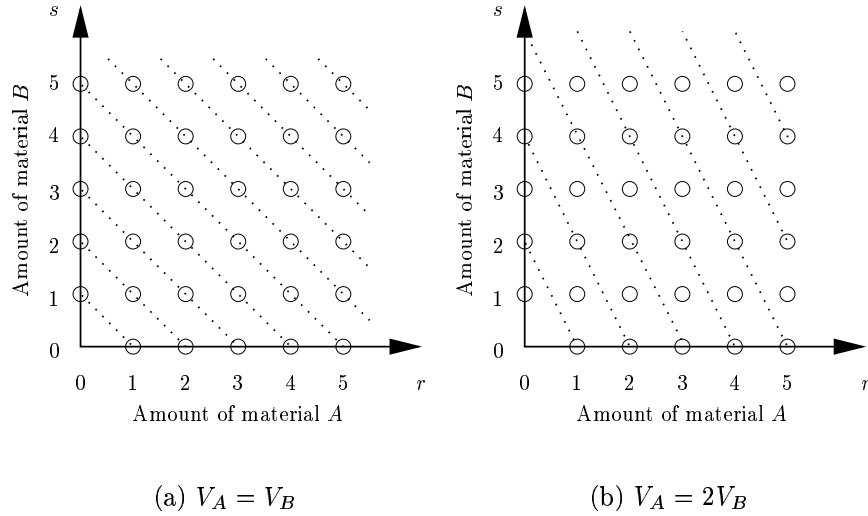 s
5
4
3
2
1
0
Amount of material B
0 1 2 3 4 5 r
Amount of material A
(a) V_A = V_B
s
5
4
3
2
1
0
Amount of material B
0 1 2 3 4 5 r
Amount of material A
(b) V_A = 2V_B